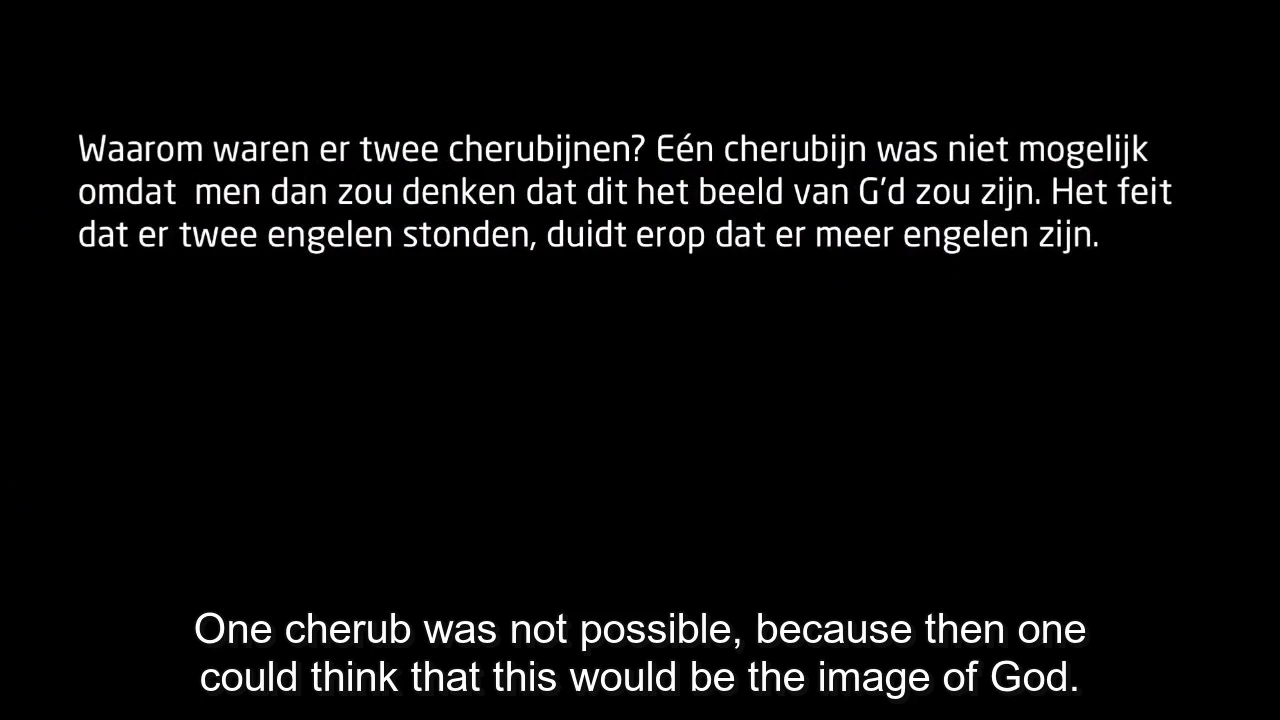 Waarom waren er twee cherubijnen? Eén cherubijn was niet mogelijk
omdat  men dan zou denken dat dit het beeld van G'd zou zijn. Het feit
dat er twee engelen stonden, duidt erop dat er meer engelen zijn.
One cherub was not possible, because then one
could think that this would be the image of God.